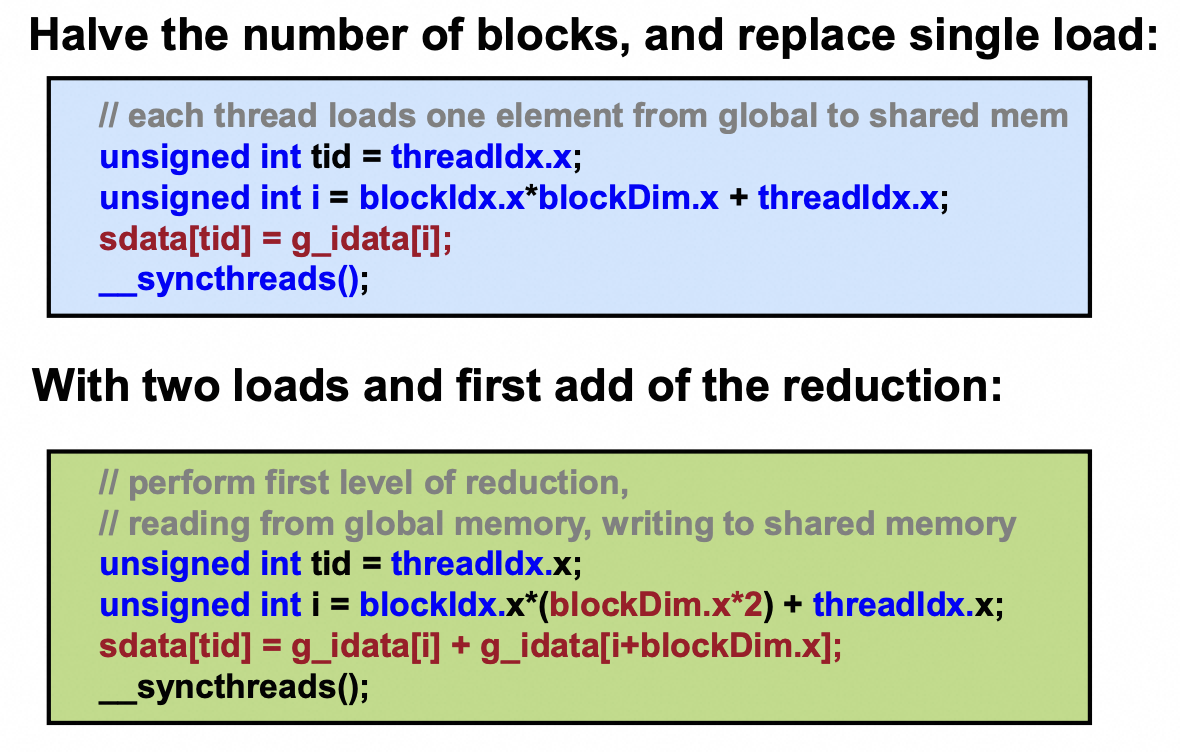 Halve the number of blocks, and replace single load:
// each thread loads one element from global to shared mem
unsigned int tid = threadIdx.x;
unsigned int i = blockIdx.x*blockDim.x + threadIdx.x;
sdata[tid] = g_idata[i];
__syncthreads();
With two loads and first add of the reduction:
// perform first level of reduction,
// reading from global memory, writing to shared memory
unsigned int tid = threadIdx.x;
unsigned int i = blockIdx.x*(blockDim.x*2) + threadIdx.x;
sdata[tid] = g_idata[i] + g_idata[i+blockDim.x];
__syncthreads();